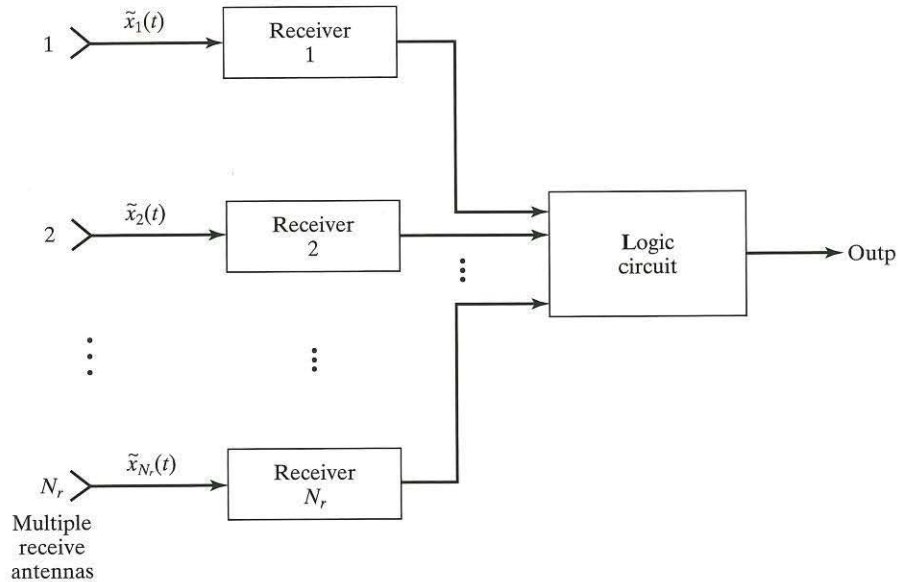 1
x̃₁(t)
Receiver
1
2
x̃₂(t)
Receiver
2
Logic
circuit
Outp
Nᵣ
x̃_{Nᵣ}(t)
Receiver
Nᵣ
Multiple
receive
antennas